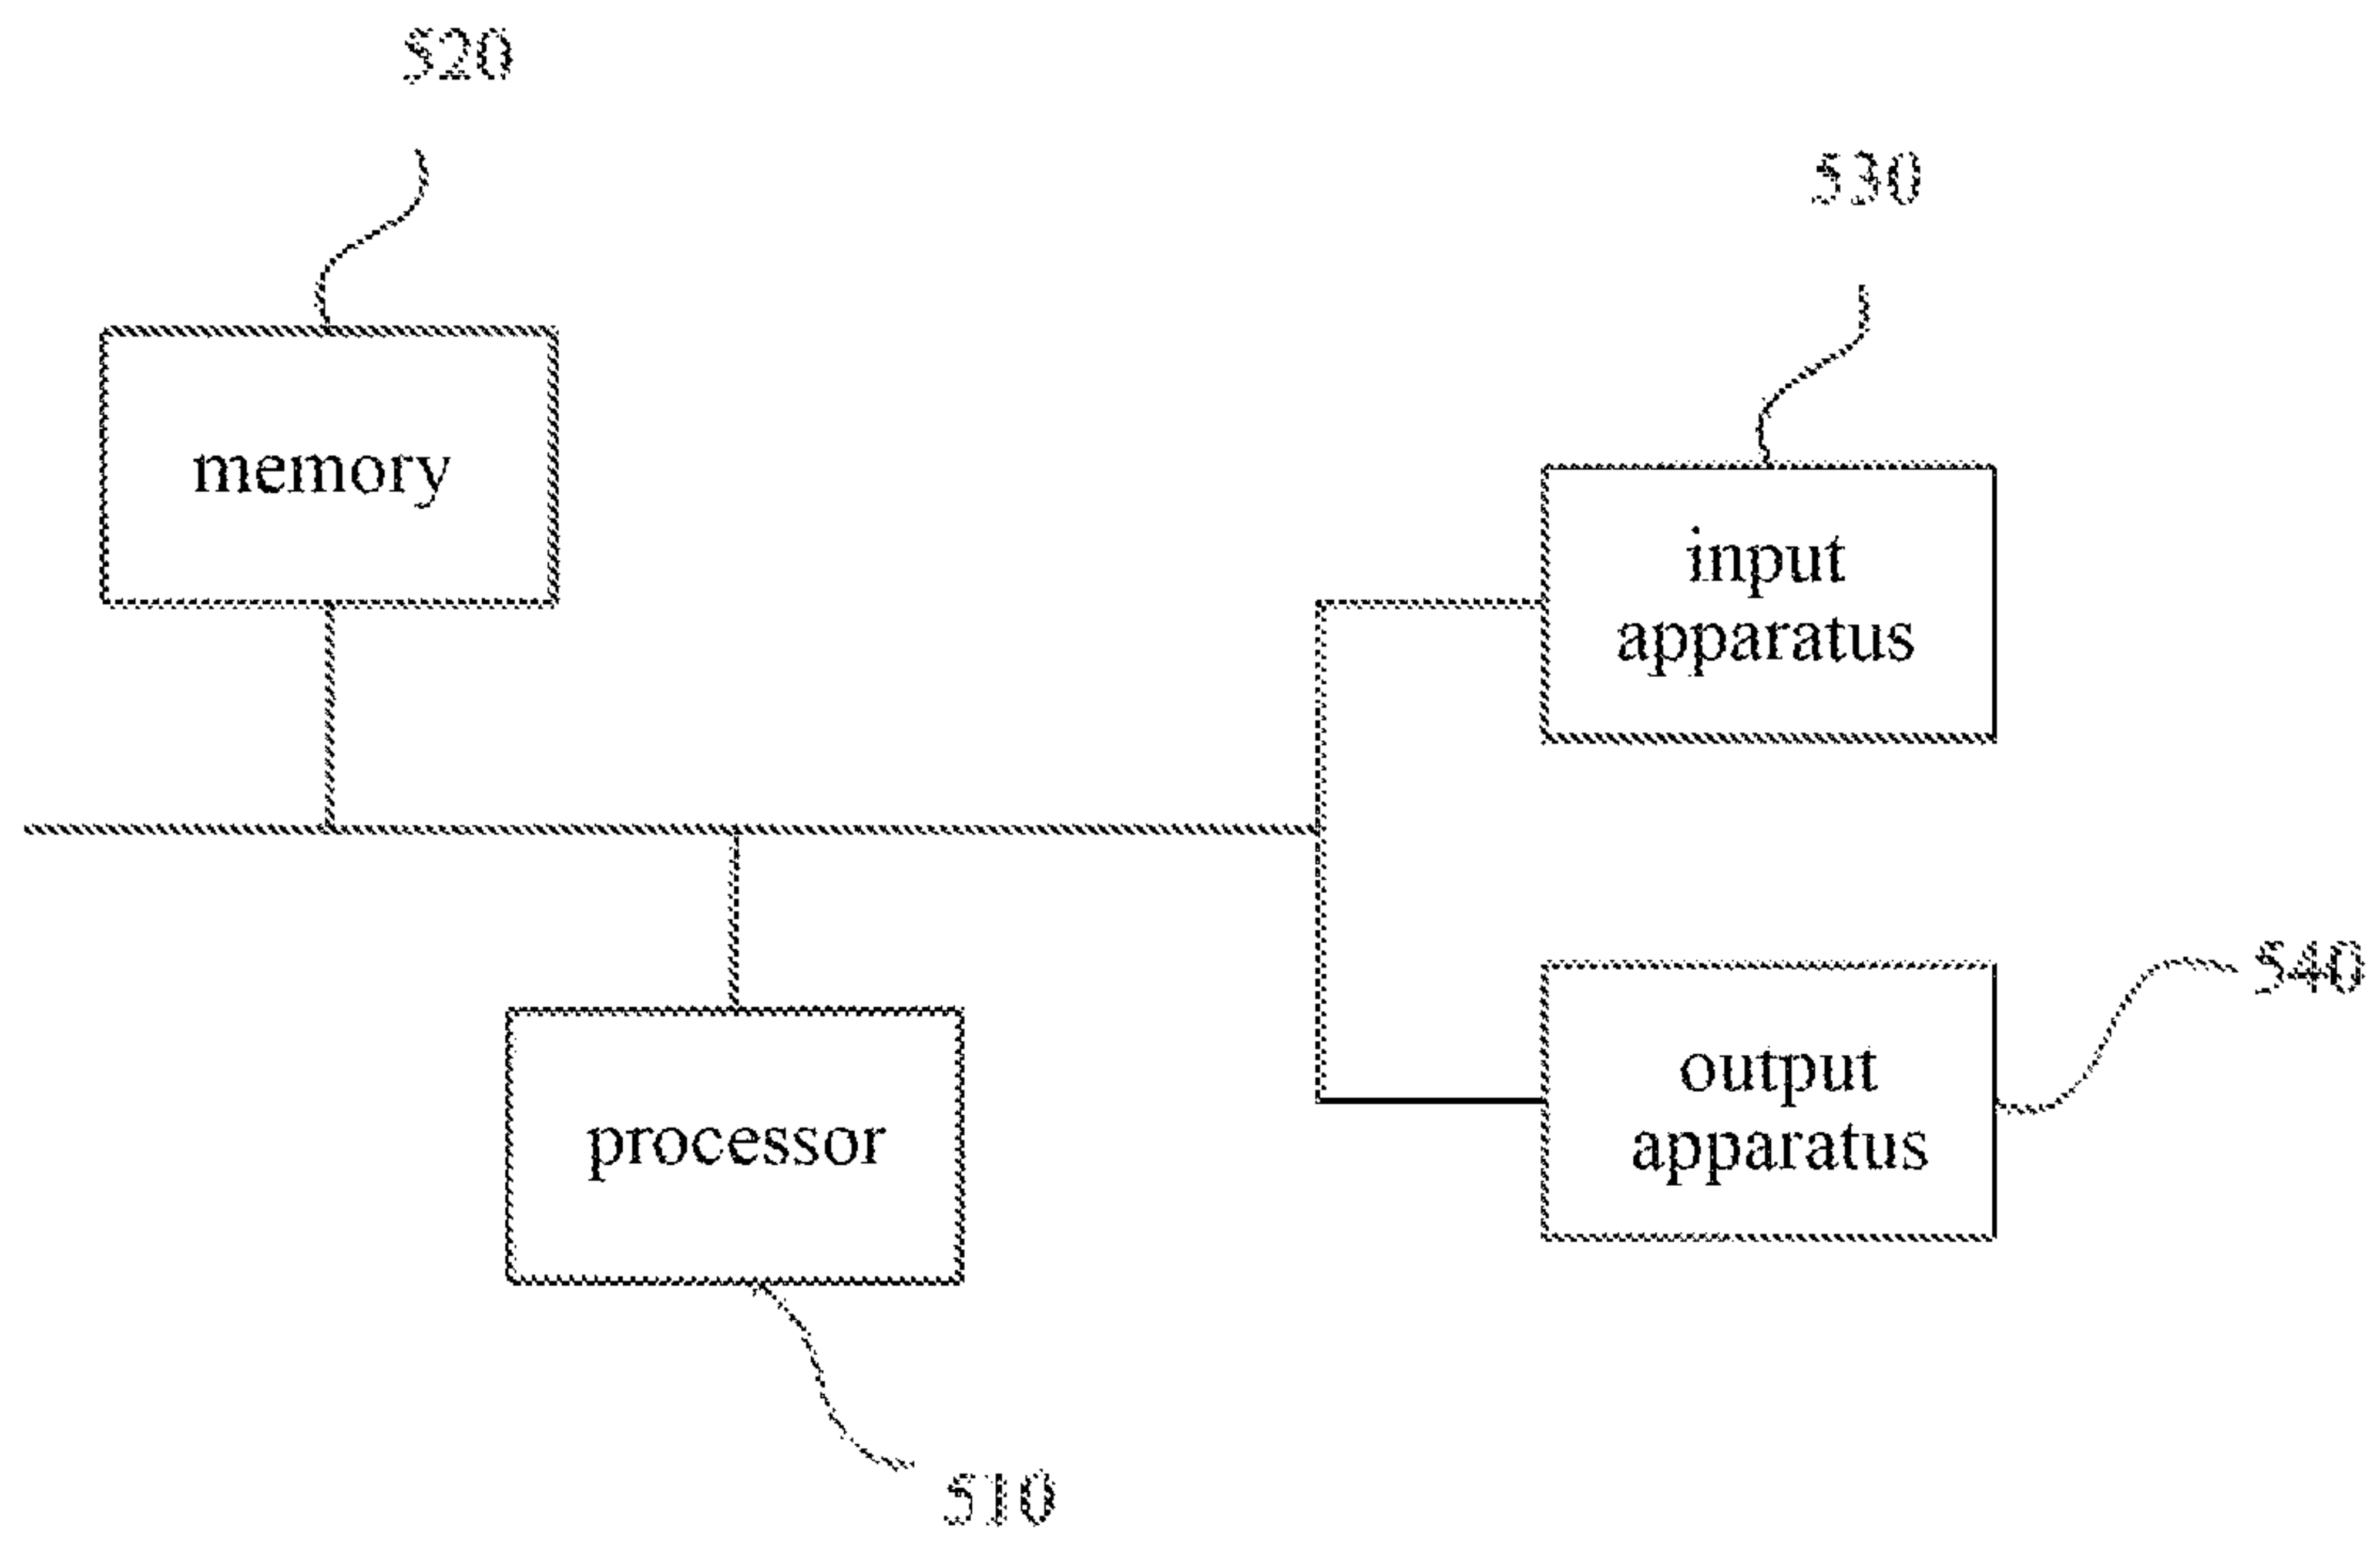 520
530
memory
input
apparatus
540
output
apparatus
processor
510